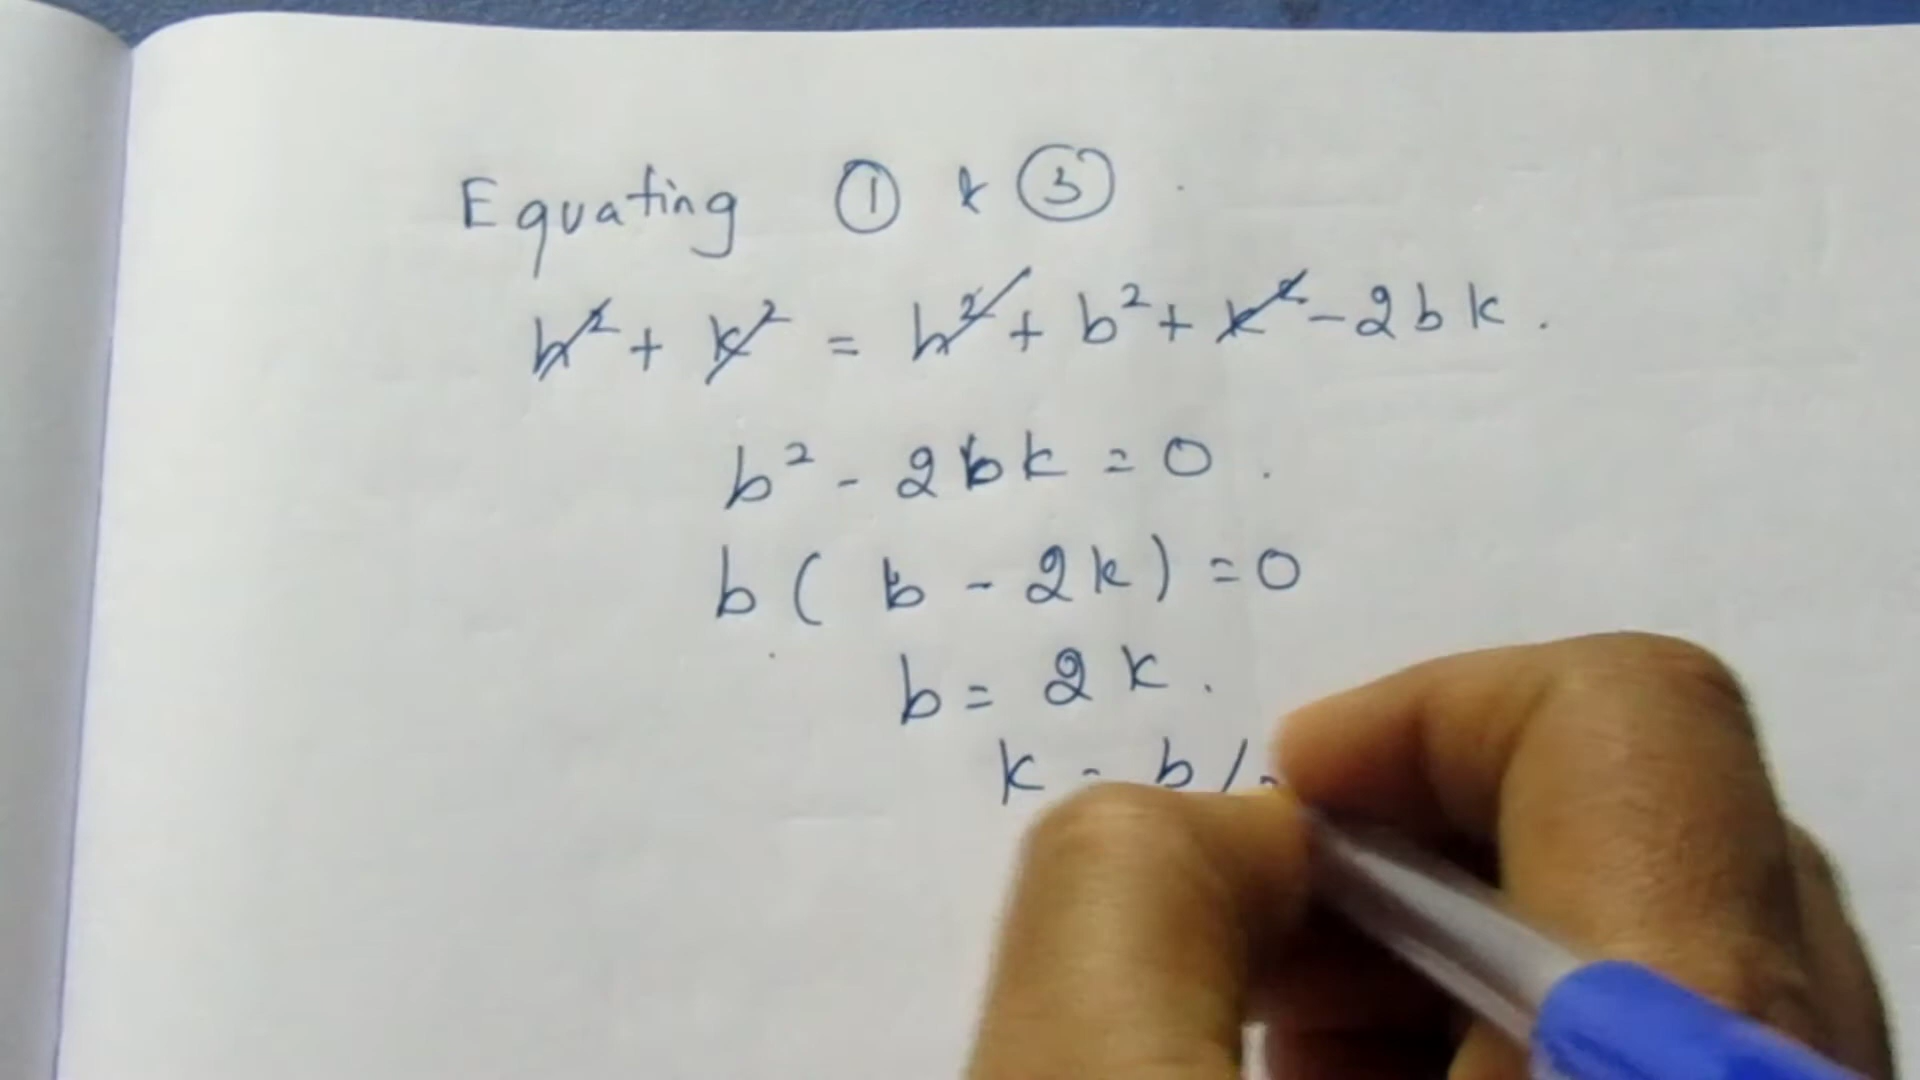 Equating ① & ③
h² + k² = h² + b² + k² - 2bk.
b² - 2bk = 0.
b ( b - 2k ) = 0
b = 2k.
k = b/